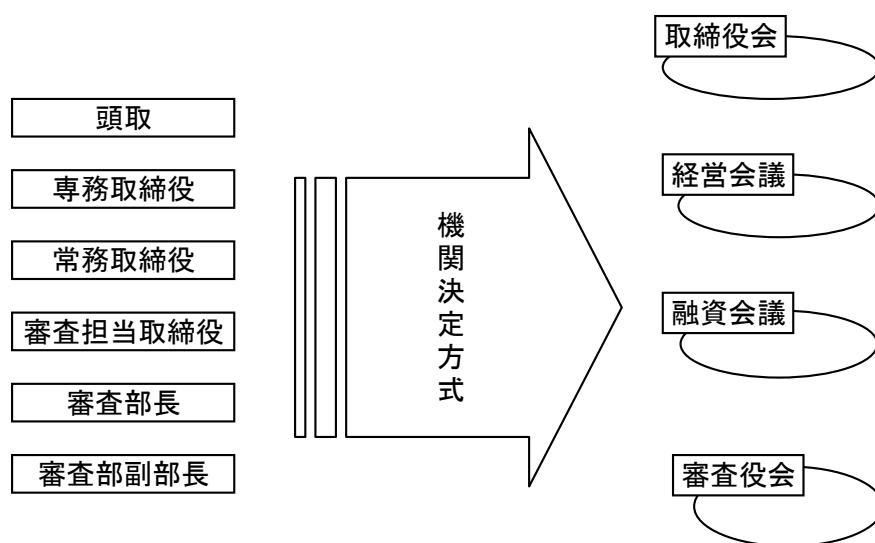 頭取
専務取締役
常務取締役
審査担当取締役
審査部長
審査部副部長
機関決定方式
取締役会
経営会議
融資会議
審査役会